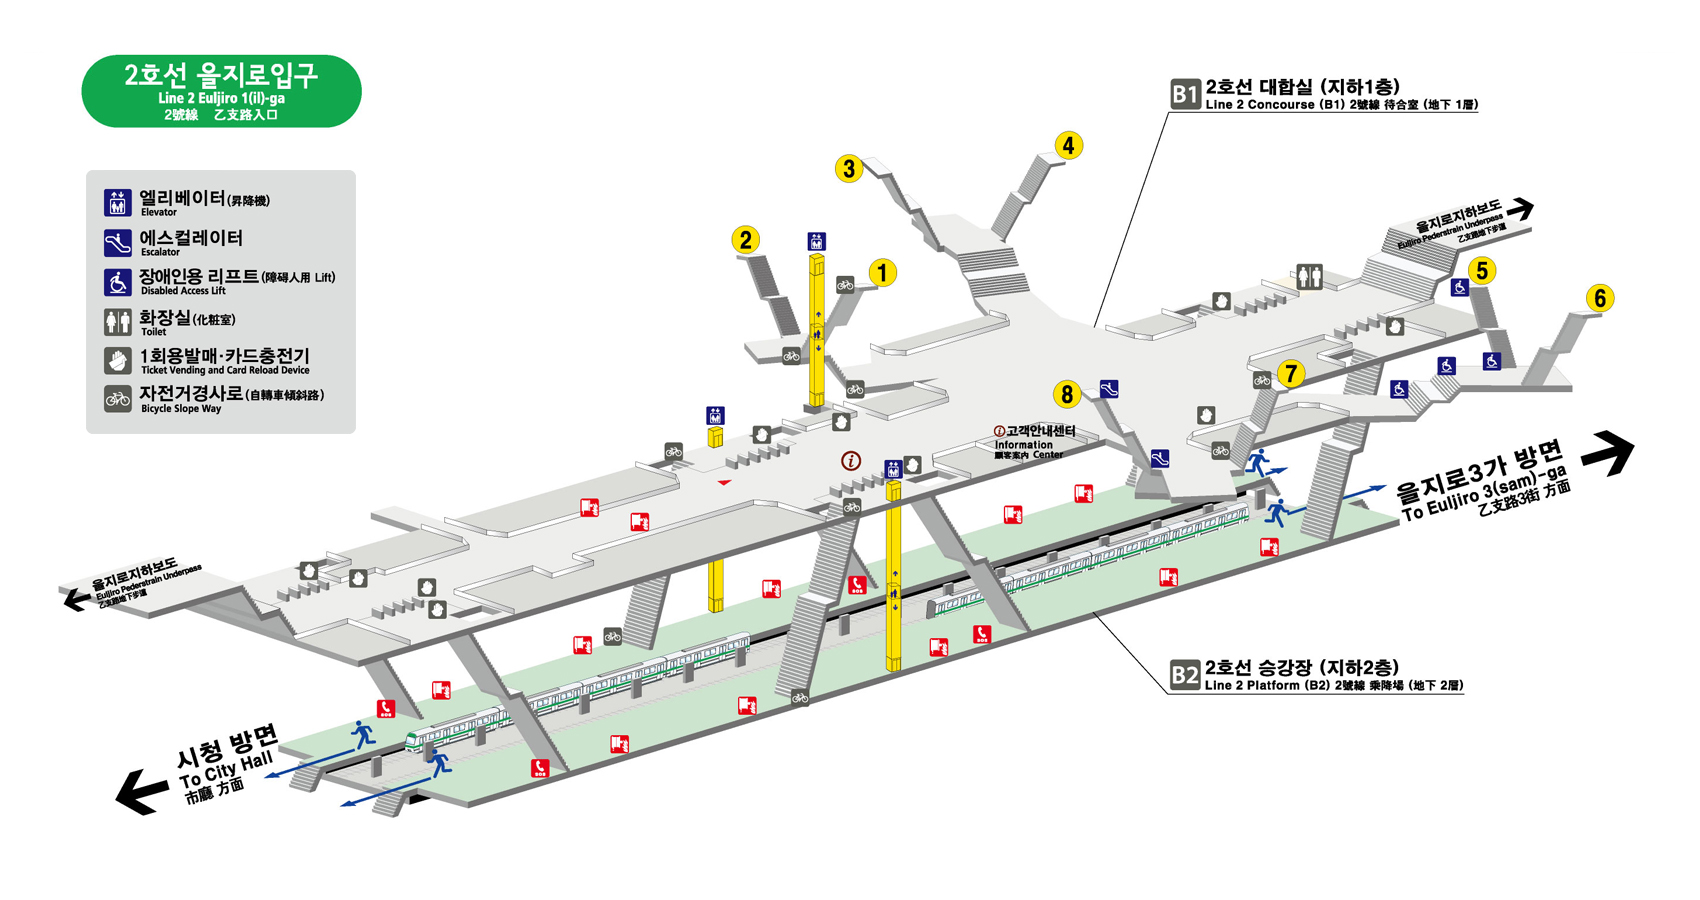 2호선 을지로입구
Line 2 Euljiro 1(il)-ga
2號線 乙支路入口
엘리베이터(昇降機)
Elevator
에스컬레이터
Escalator
장애인용 리프트(障碍人用 Lift)
Disabled Access Lift
화장실(化粧室)
Toilet
1회용발매·카드충전기
Ticket Vending and Card Reload Device
자전거경사로(自轉車傾斜路)
Bicycle Slope Way
B1 2호선 대합실 (지하1층)
Line 2 Concourse (B1) 2號線 待合室 (地下 1層)
4
3
2
1
을지로지하보도
Euljiro Pederstrain Underpass
乙支路地下步道
5
6
7
8
i 고객안내센터
Information
顧客案內 Center
i
을지로3가 방면
To Euljiro 3(sam)-ga
乙支路3街 方面
을지로지하보도
Euljiro Pederstrain Underpass
乙支路地下步道
SOS
SOS
SOS
SOS
B2 2호선 승강장 (지하2층)
Line 2 Platform (B2) 2號線 乘降場 (地下 2層)
시청 방면
To City Hall
市廳 方面